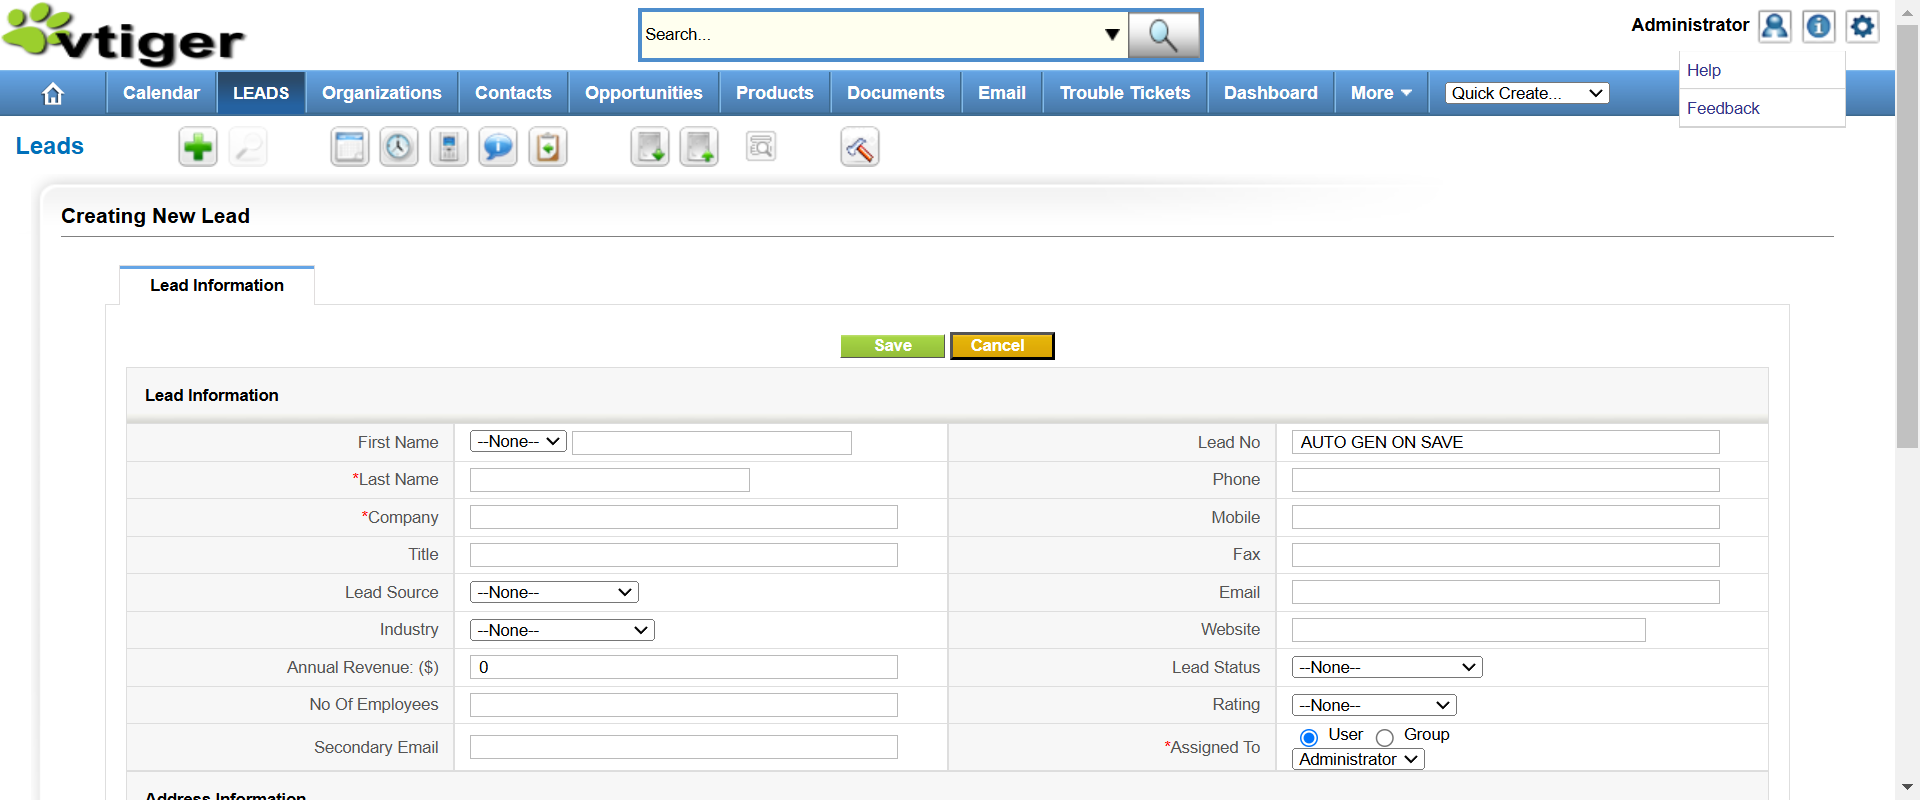 vtiger
Search...
Administrator
Help
Feedback
Calendar LEADS Organizations Contacts Opportunities Products Documents Email Trouble Tickets Dashboard More Quick Create...
Leads
Creating New Lead
Lead Information
Save Cancel
Lead Information
First Name --None-- Lead No AUTO GEN ON SAVE
*Last Name Phone
*Company Mobile
Title Fax
Lead Source --None-- Email
Industry --None-- Website
Annual Revenue: ($) 0 Lead Status --None--
No Of Employees Rating --None--
Secondary Email *Assigned To User Group
Administrator
Address Information